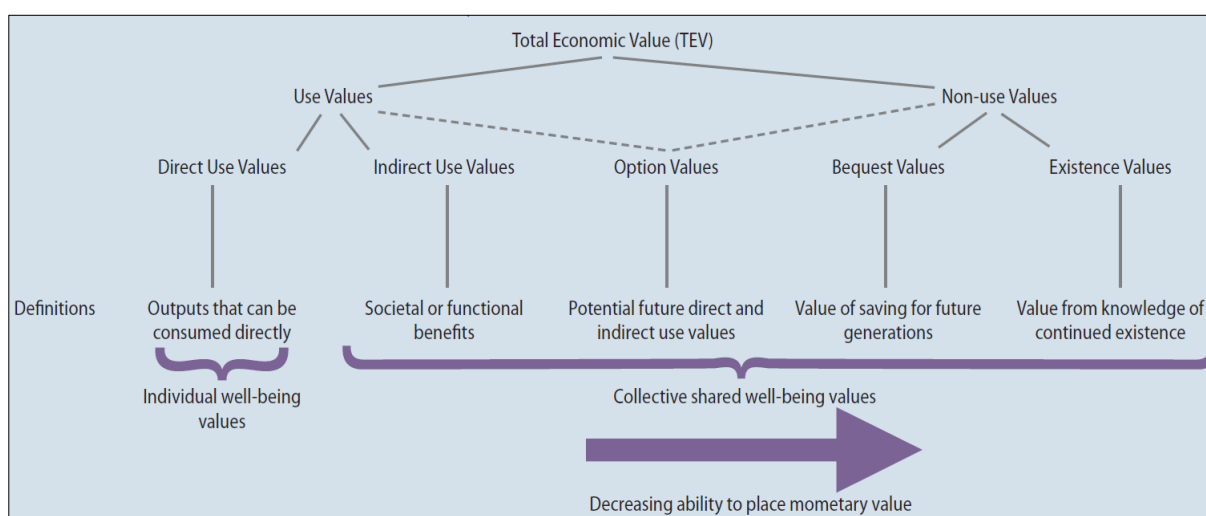 Total Economic Value (TEV)
Use Values
Non-use Values
Direct Use Values
Indirect Use Values
Option Values
Bequest Values
Existence Values
Definitions
Outputs that can be
consumed directly
Societal or functional
benefits
Potential future direct and
indirect use values
Value of saving for future
generations
Value from knowledge of
continued existence
Individual well-being
values
Collective shared well-being values
Decreasing ability to place mometary value